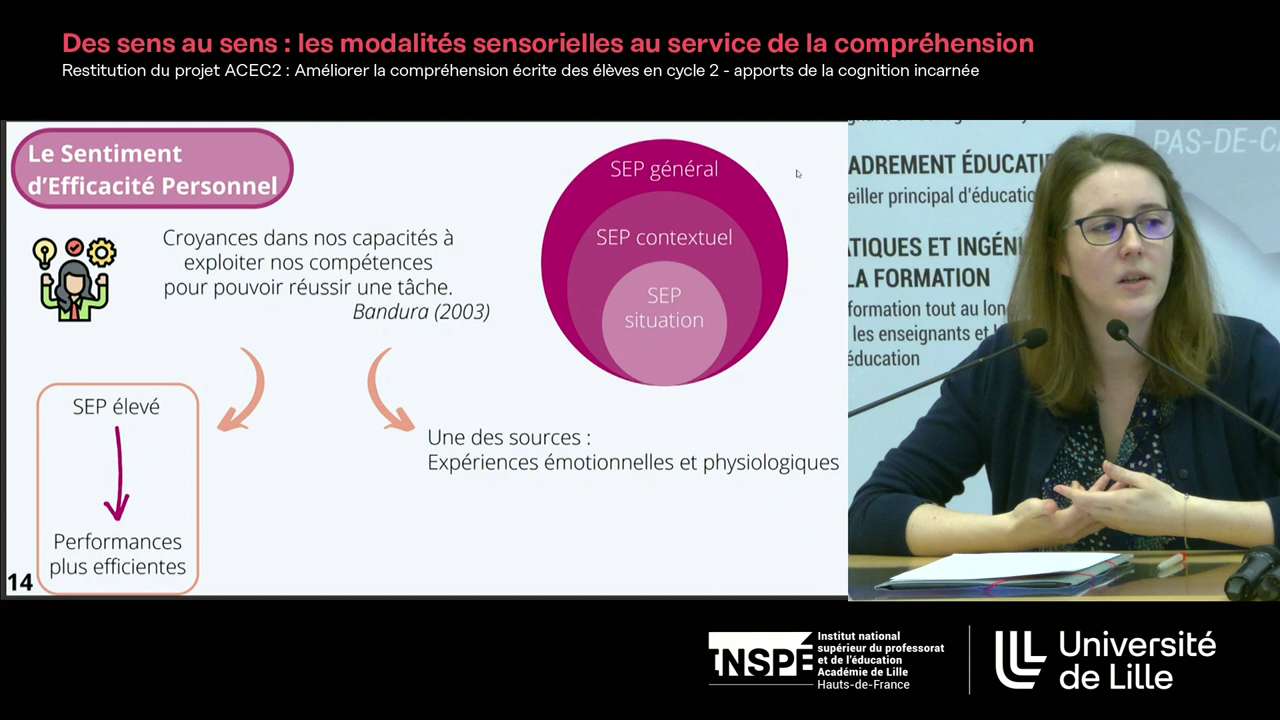 Des sens au sens : les modalités sensorielles au service de la compréhension
Restitution du projet ACEC2 : Améliorer la compréhension écrite des élèves en cycle 2 - apports de la cognition incarnée
Le Sentiment
d'Efficacité Personnel
Croyances dans nos capacités à
exploiter nos compétences
pour pouvoir réussir une tâche.
Bandura (2003)
SEP général
SEP contextuel
SEP
situation
SEP élevé
Performances
plus efficientes
Une des sources :
Expériences émotionnelles et physiologiques
14
PAS-DE-CA
ADREMENT ÉDUCATI
eiller principal d'éducatio
ATIQUES ET INGÉNI
LA FORMATION
formation tout au lon
les enseignants et l
éducation
INSPÉ
Institut national
supérieur du professorat
et de l'éducation
Académie de Lille
Hauts-de-France
Université
de Lille